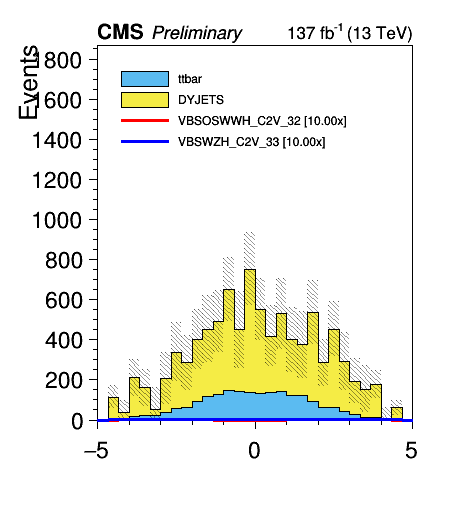 CMS Preliminary 137 fb⁻¹ (13 TeV)
Events
1800
1600
1400
1200
1000
800
600
400
200
0
ttbar
DYJETS
VBSOSWWH_C2V_32 [10.00x]
VBSWZH_C2V_33 [10.00x]
−5 0 5